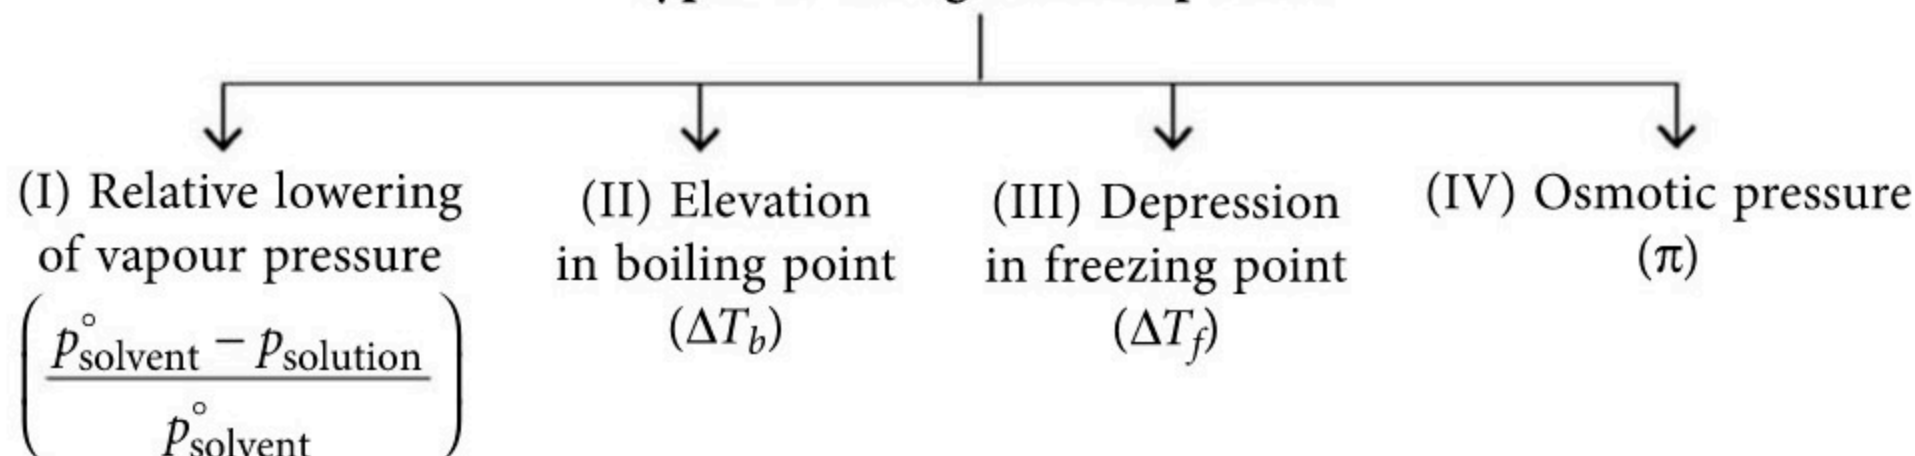 (I) Relative lowering
of vapour pressure
(p°solvent − psolution / p°solvent)
(II) Elevation
in boiling point
(ΔTb)
(III) Depression
in freezing point
(ΔTf)
(IV) Osmotic pressure
(π)